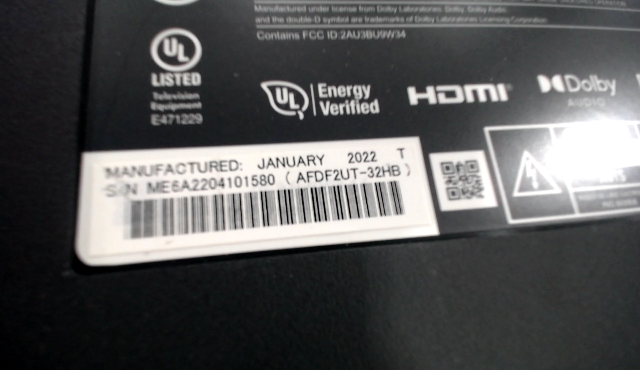 Manufactured under license from Dolby Laboratories. Dolby, Dolby Audio,
and the double-D symbol are trademarks of Dolby Laboratories Licensing Corporation.
Contains FCC ID:2AU3BU9W34
UL
LISTED
Television
Equipment
E471229
UL Energy
Verified
HDMI
Dolby
AUDIO
MANUFACTURED: JANUARY 2022 T
S/N ME6A2204101580 ( AFDF2UT-32HB )